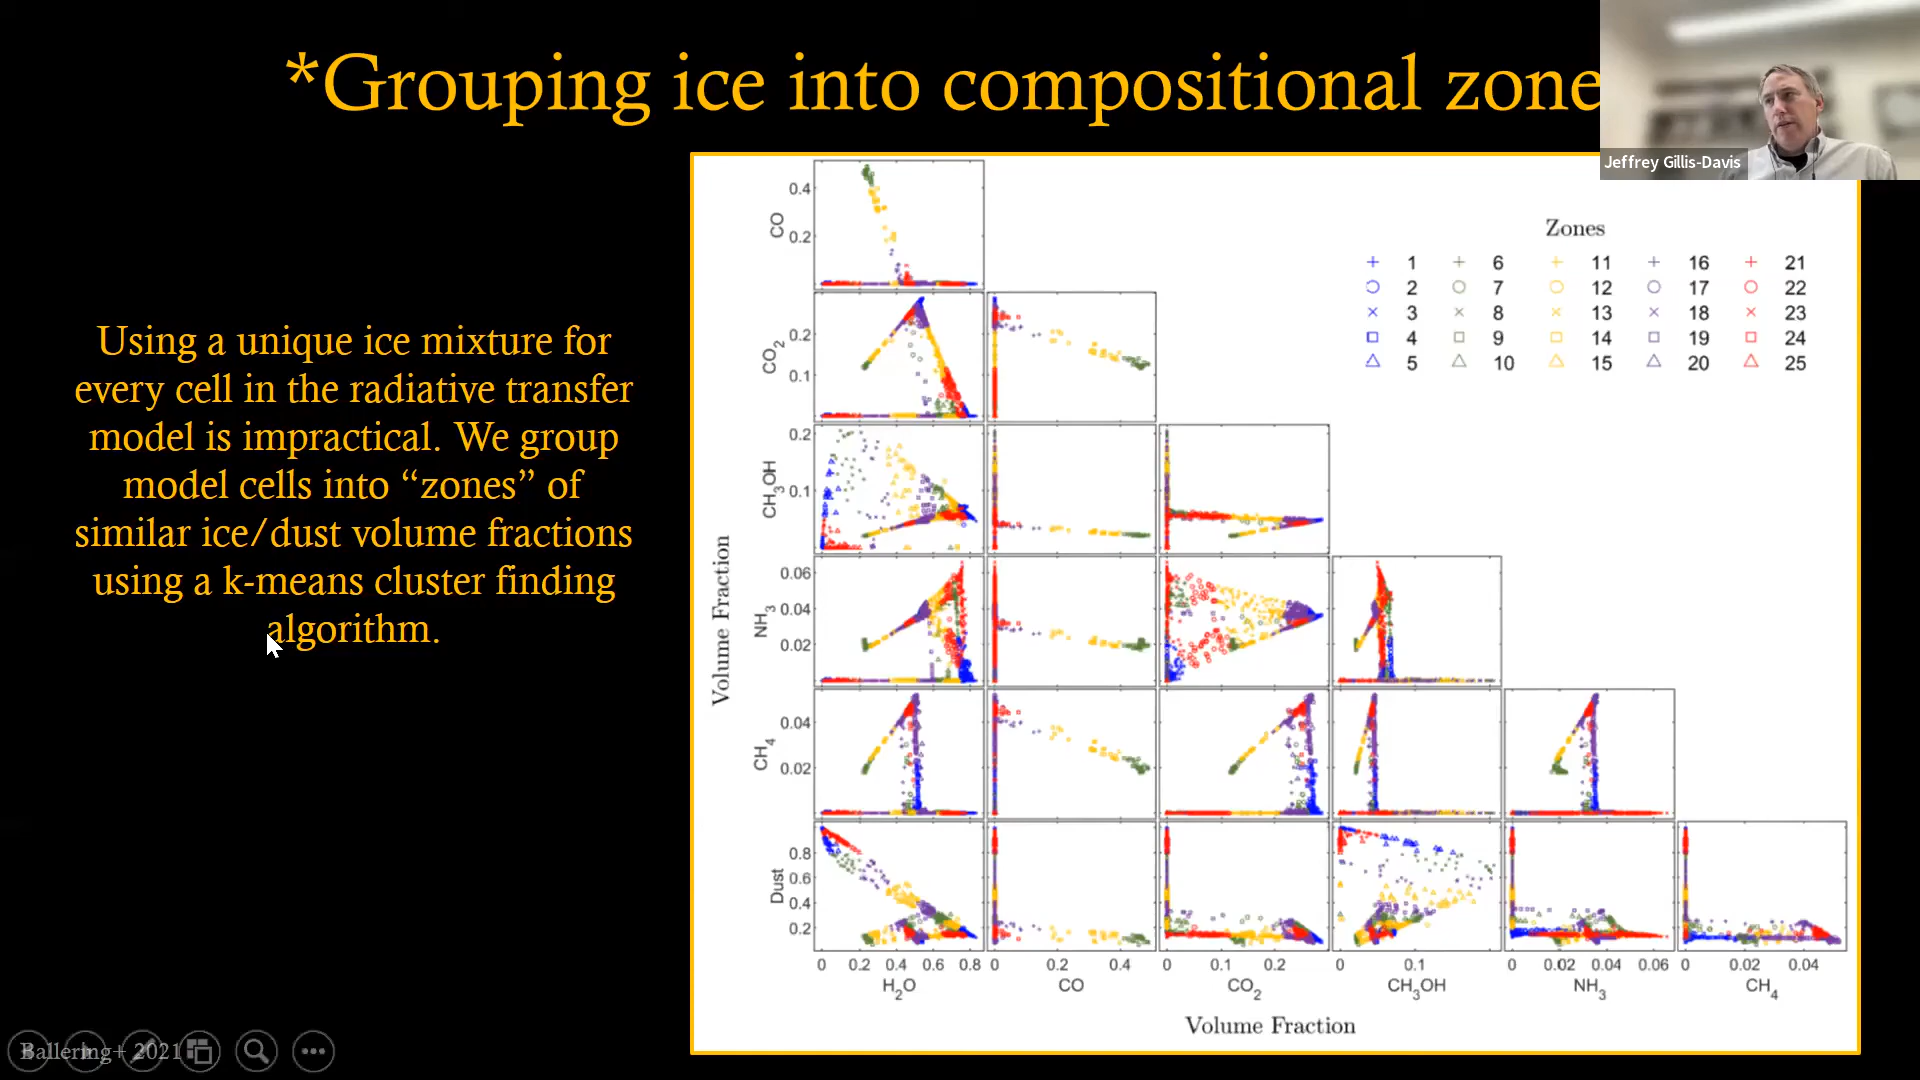 *Grouping ice into compositional zone
Jeffrey Gillis-Davis
Using a unique ice mixture for
every cell in the radiative transfer
model is impractical. We group
model cells into “zones” of
similar ice/dust volume fractions
using a k-means cluster finding
algorithm.
Zones
1 6 11 16 21
2 7 12 17 22
3 8 13 18 23
4 9 14 19 24
5 10 15 20 25
Volume Fraction
CO
0.4
0.2
CO2
0.2
0.1
CH3OH
0.2
0.1
NH3
0.06
0.04
0.02
CH4
0.04
0.02
Dust
0.8
0.6
0.4
0.2
0 0.2 0.4 0.6 0.8 0 0.2 0.4 0 0.1 0.2 0 0.1 0 0.02 0.04 0.06 0 0.02 0.04
H2O CO CO2 CH3OH NH3 CH4
Volume Fraction
Ballering+ 2021